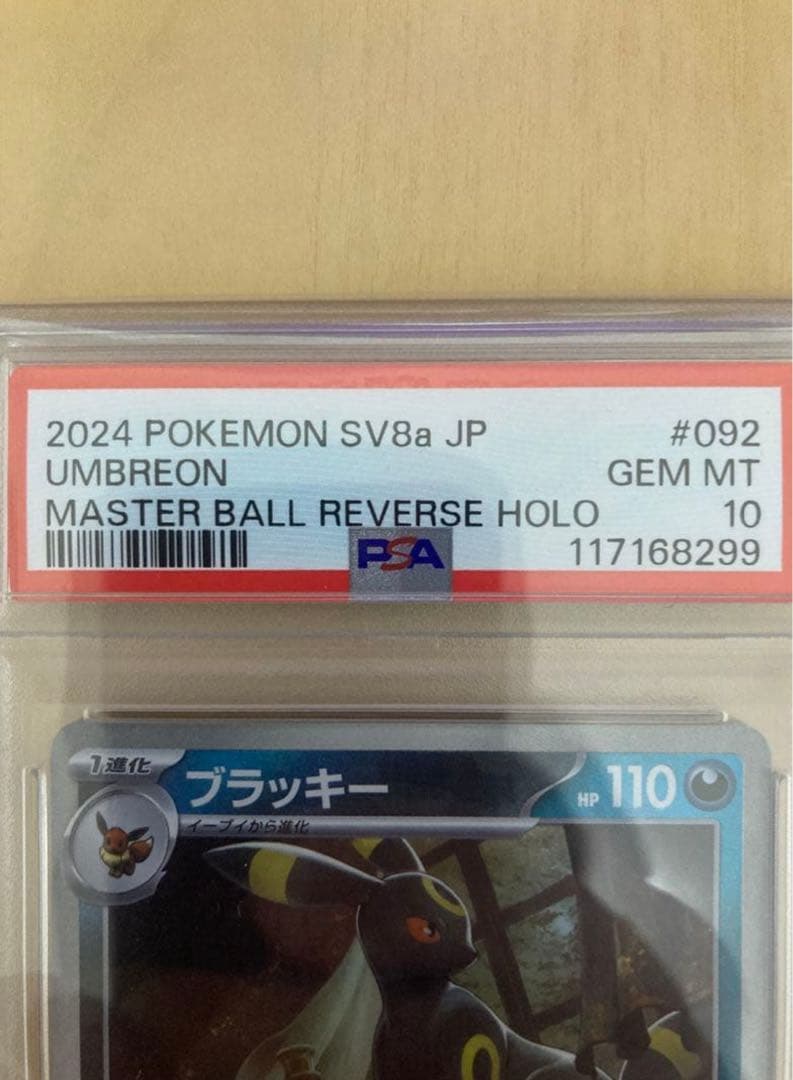 2024 POKEMON SV8a JP #092
UMBREON GEM MT
MASTER BALL REVERSE HOLO 10
PSA 117168299
1進化 ブラッキー HP 110
イーブイから進化